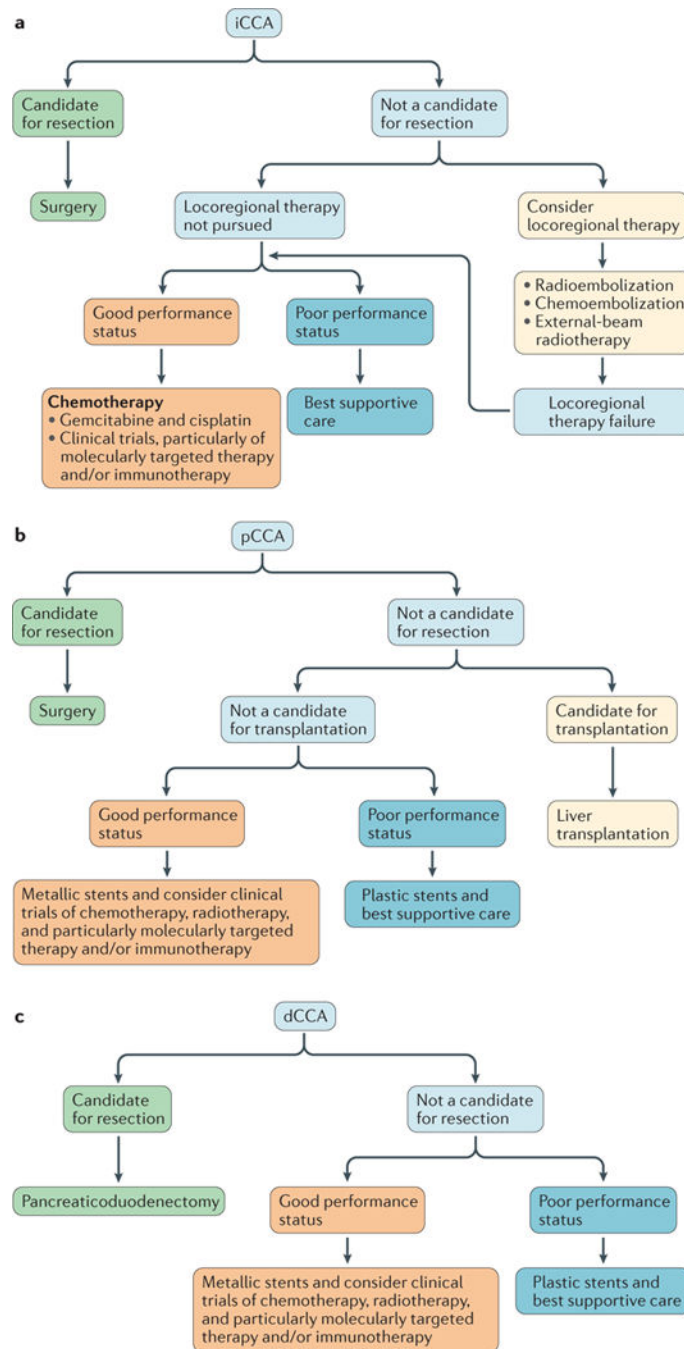 a
iCCA
Candidate
for resection
Not a candidate
for resection
Surgery
Locoregional therapy
not pursued
Consider
locoregional therapy
• Radioembolization
• Chemoembolization
• External-beam
radiotherapy
Good performance
status
Poor performance
status
Chemotherapy
• Gemcitabine and cisplatin
• Clinical trials, particularly of
molecularly targeted therapy
and/or immunotherapy
Best supportive
care
Locoregional
therapy failure
b
pCCA
Candidate
for resection
Not a candidate
for resection
Surgery
Not a candidate
for transplantation
Candidate for
transplantation
Good performance
status
Poor performance
status
Liver
transplantation
Metallic stents and consider clinical
trials of chemotherapy, radiotherapy,
and particularly molecularly targeted
therapy and/or immunotherapy
Plastic stents and
best supportive care
c
dCCA
Candidate
for resection
Not a candidate
for resection
Pancreaticoduodenectomy
Good performance
status
Poor performance
status
Metallic stents and consider clinical
trials of chemotherapy, radiotherapy,
and particularly molecularly targeted
therapy and/or immunotherapy
Plastic stents and
best supportive care